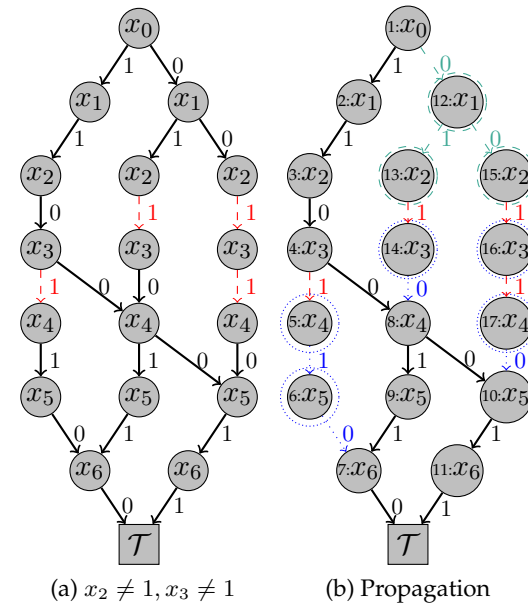 x₀ 1:x₀
1 0 1 0
x₁ x₁ 2:x₁ 12:x₁
1 1 0 1 1 0
x₂ x₂ x₂ 3:x₂ 13:x₂ 15:x₂
0 1 1 0 1 1
x₃ x₃ x₃ 4:x₃ 14:x₃ 16:x₃
1 0 0 1 1 0 0 1
x₄ x₄ x₄ 5:x₄ 8:x₄ 17:x₄
1 1 0 0 1 1 0 0
x₅ x₅ x₅ 6:x₅ 9:x₅ 10:x₅
0 1 1 0 1 1
x₆ x₆ 7:x₆ 11:x₆
0 1 0 1
𝒯 𝒯
(a) x₂ ≠ 1, x₃ ≠ 1 (b) Propagation